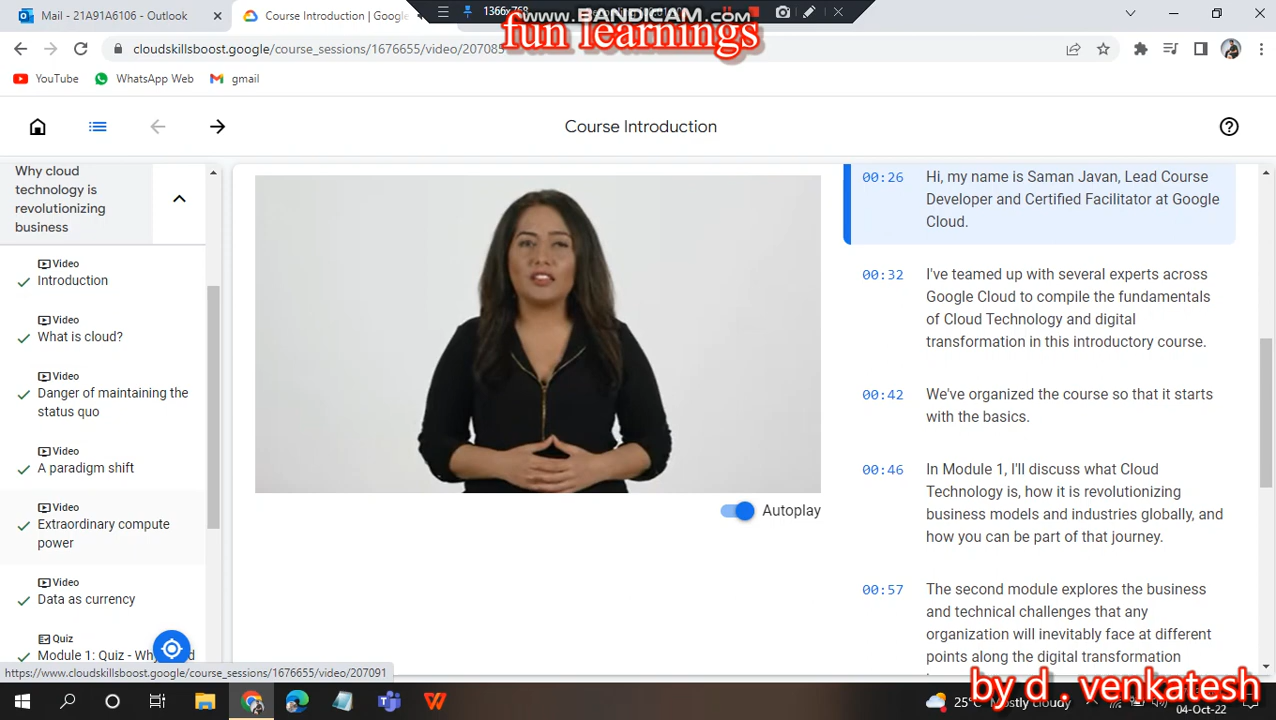 Mail - 21A91A6106 - Outlook
Course Introduction | Google
1366x768
www.BANDICAM.com
fun learnings
cloudskillsboost.google/course_sessions/1676655/video/207085
YouTube
WhatsApp Web
gmail
Course Introduction
Why cloud
technology is
revolutionizing
business
Video
Introduction
Video
What is cloud?
Video
Danger of maintaining the
status quo
Video
A paradigm shift
Video
Extraordinary compute
power
Video
Data as currency
Quiz
Module 1: Quiz - Why
Autoplay
00:26
Hi, my name is Saman Javan, Lead Course
Developer and Certified Facilitator at Google
Cloud.
00:32
I've teamed up with several experts across
Google Cloud to compile the fundamentals
of Cloud Technology and digital
transformation in this introductory course.
00:42
We've organized the course so that it starts
with the basics.
00:46
In Module 1, I'll discuss what Cloud
Technology is, how it is revolutionizing
business models and industries globally, and
how you can be part of that journey.
00:57
The second module explores the business
and technical challenges that any
organization will inevitably face at different
points along the digital transformation
https://www.cloudskillsboost.google/course_sessions/1676655/video/207091
by d . venkatesh
25°C Mostly cloudy
04-Oct-22